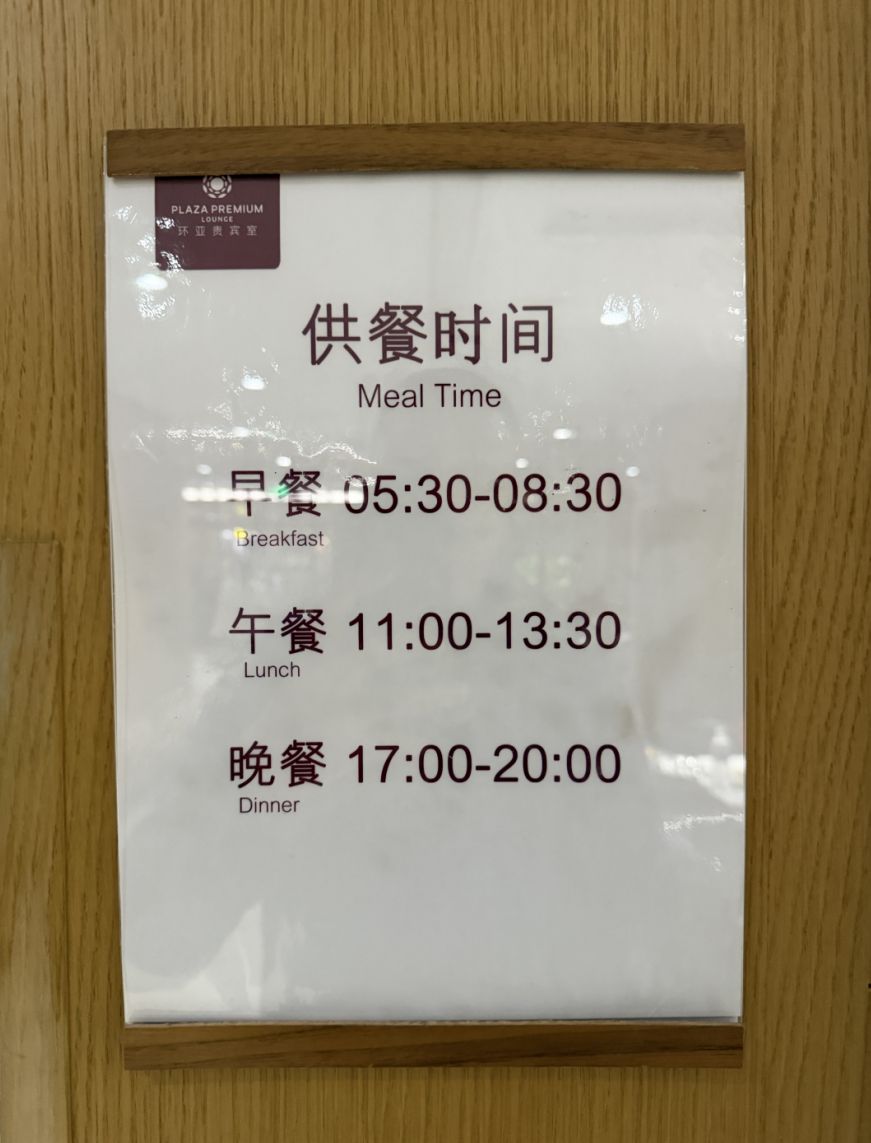 PLAZA PREMIUM
LOUNGE
环亚贵宾室
供餐时间
Meal Time
早餐 05:30-08:30
Breakfast
午餐 11:00-13:30
Lunch
晚餐 17:00-20:00
Dinner